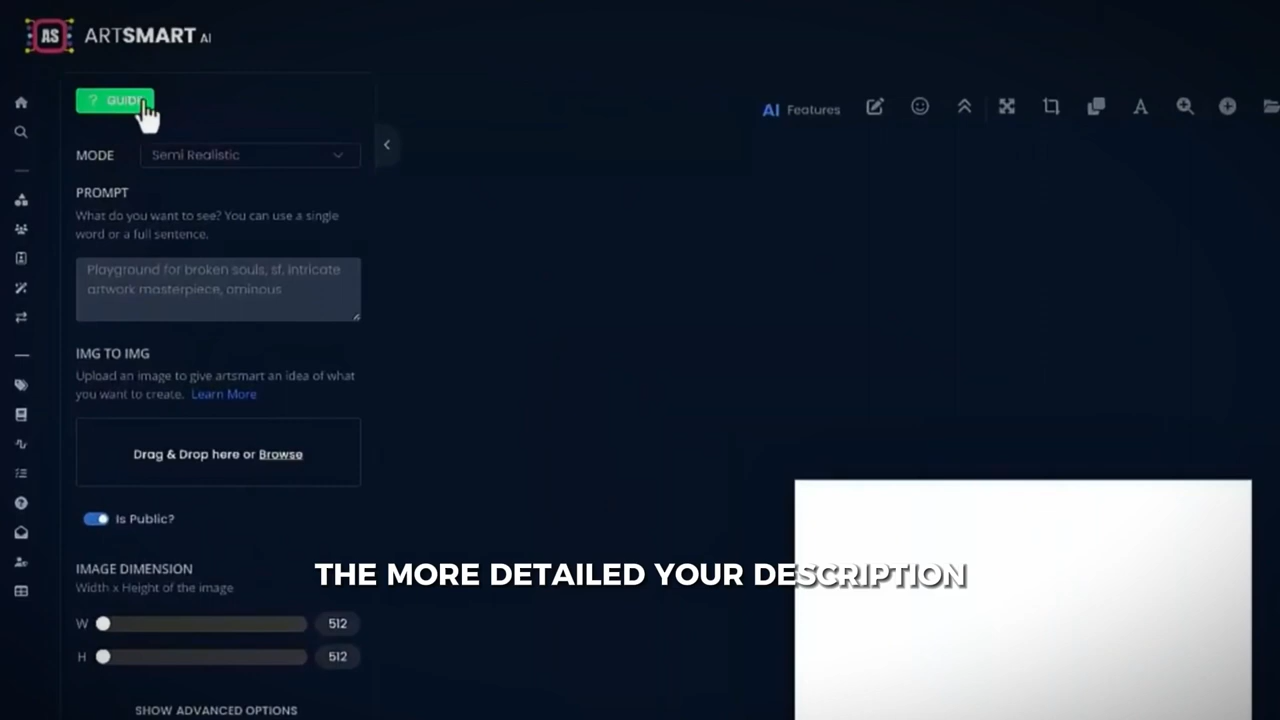 AS ARTSMART AI
? GUIDE
AI Features
MODE
Semi Realistic
PROMPT
What do you want to see? You can use a single
word or a full sentence.
Playground for broken souls, sf, intricate
artwork masterpiece, ominous
IMG TO IMG
Upload an image to give artsmart an idea of what
you want to create. Learn More
Drag & Drop here or Browse
Is Public?
IMAGE DIMENSION
Width x Height of the image
THE MORE DETAILED YOUR DESCRIPTION
W 512
H 512
SHOW ADVANCED OPTIONS